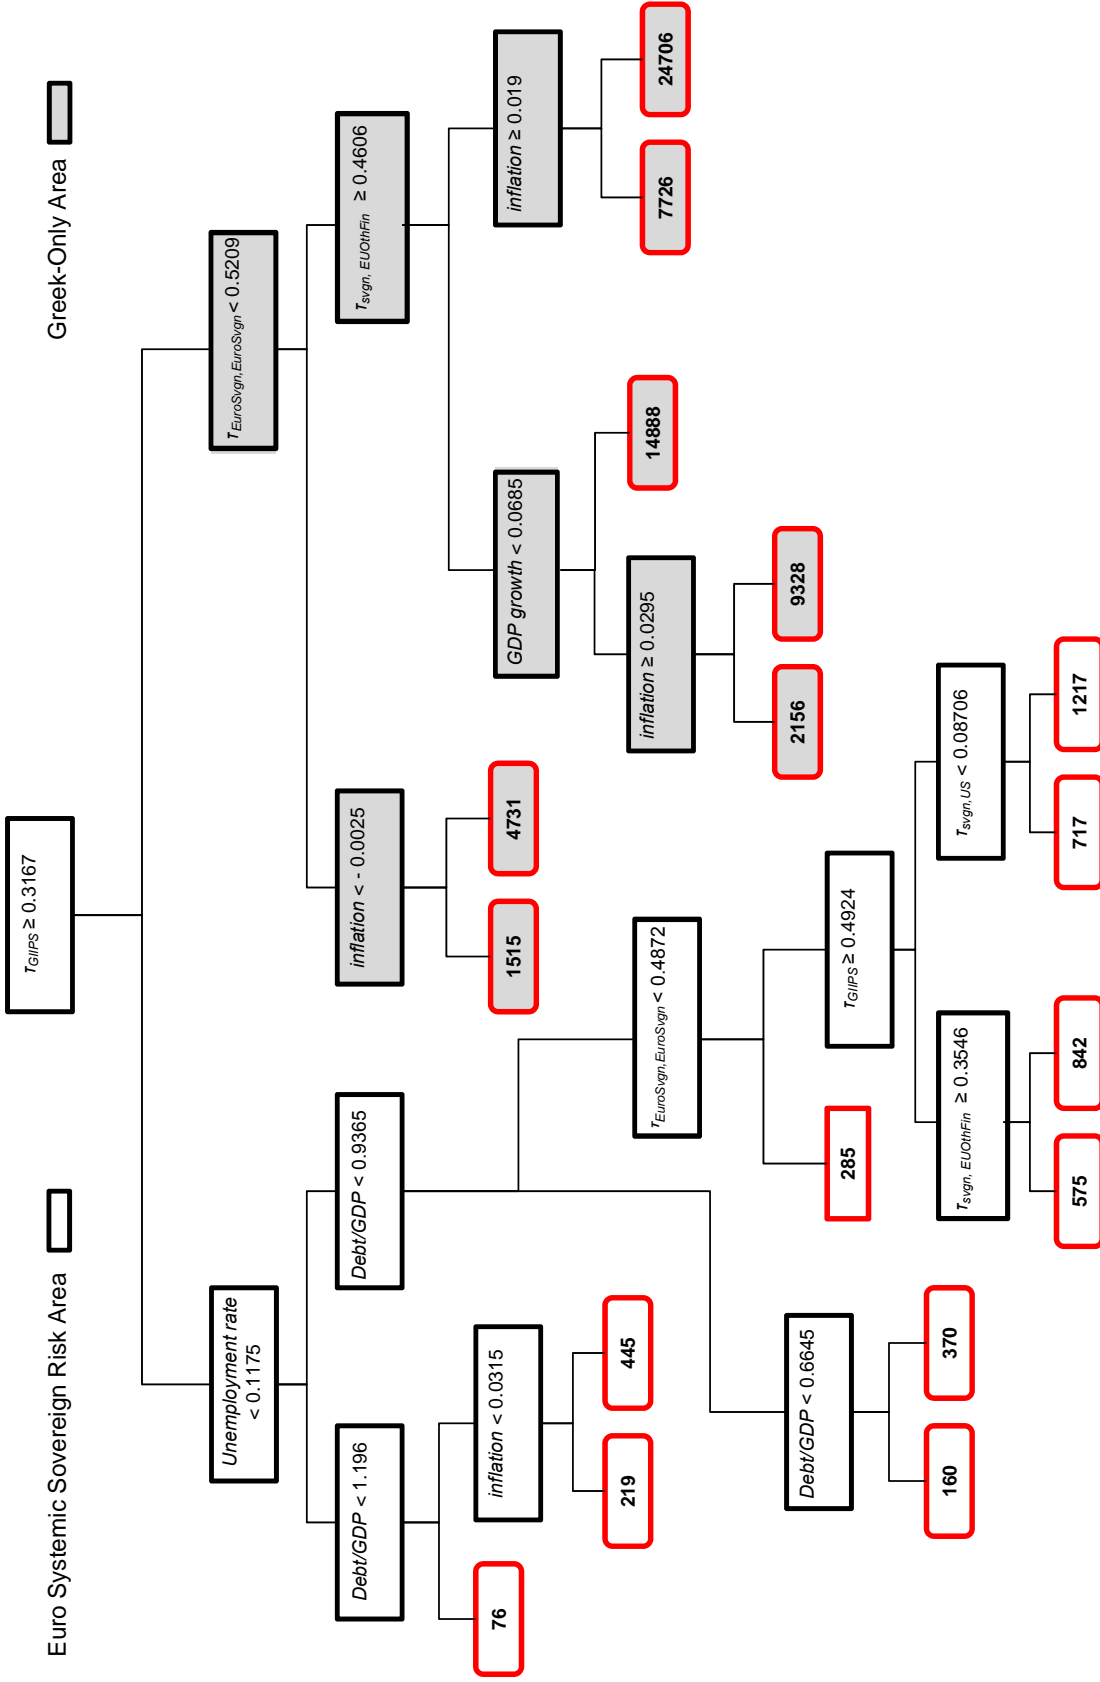 Euro Systemic Sovereign Risk Area
Greek-Only Area
τGIIPS ≥ 0.3167
Unemployment rate
< 0.1175
τEuroSvgn,EuroSvgn < 0.5209
Debt/GDP < 1.196
Debt/GDP < 0.9365
inflation < - 0.0025
τsvgn, EUOthFin ≥ 0.4606
76
inflation < 0.0315
1515
4731
GDP growth < 0.0685
inflation ≥ 0.019
219
445
τEuroSvgn,EuroSvgn < 0.4872
inflation ≥ 0.0295
14888
7726
24706
Debt/GDP < 0.6645
285
τGIIPS ≥ 0.4924
2156
9328
160
370
τsvgn, EUOthFin ≥ 0.3546
τsvgn,US < 0.08706
575
842
717
1217